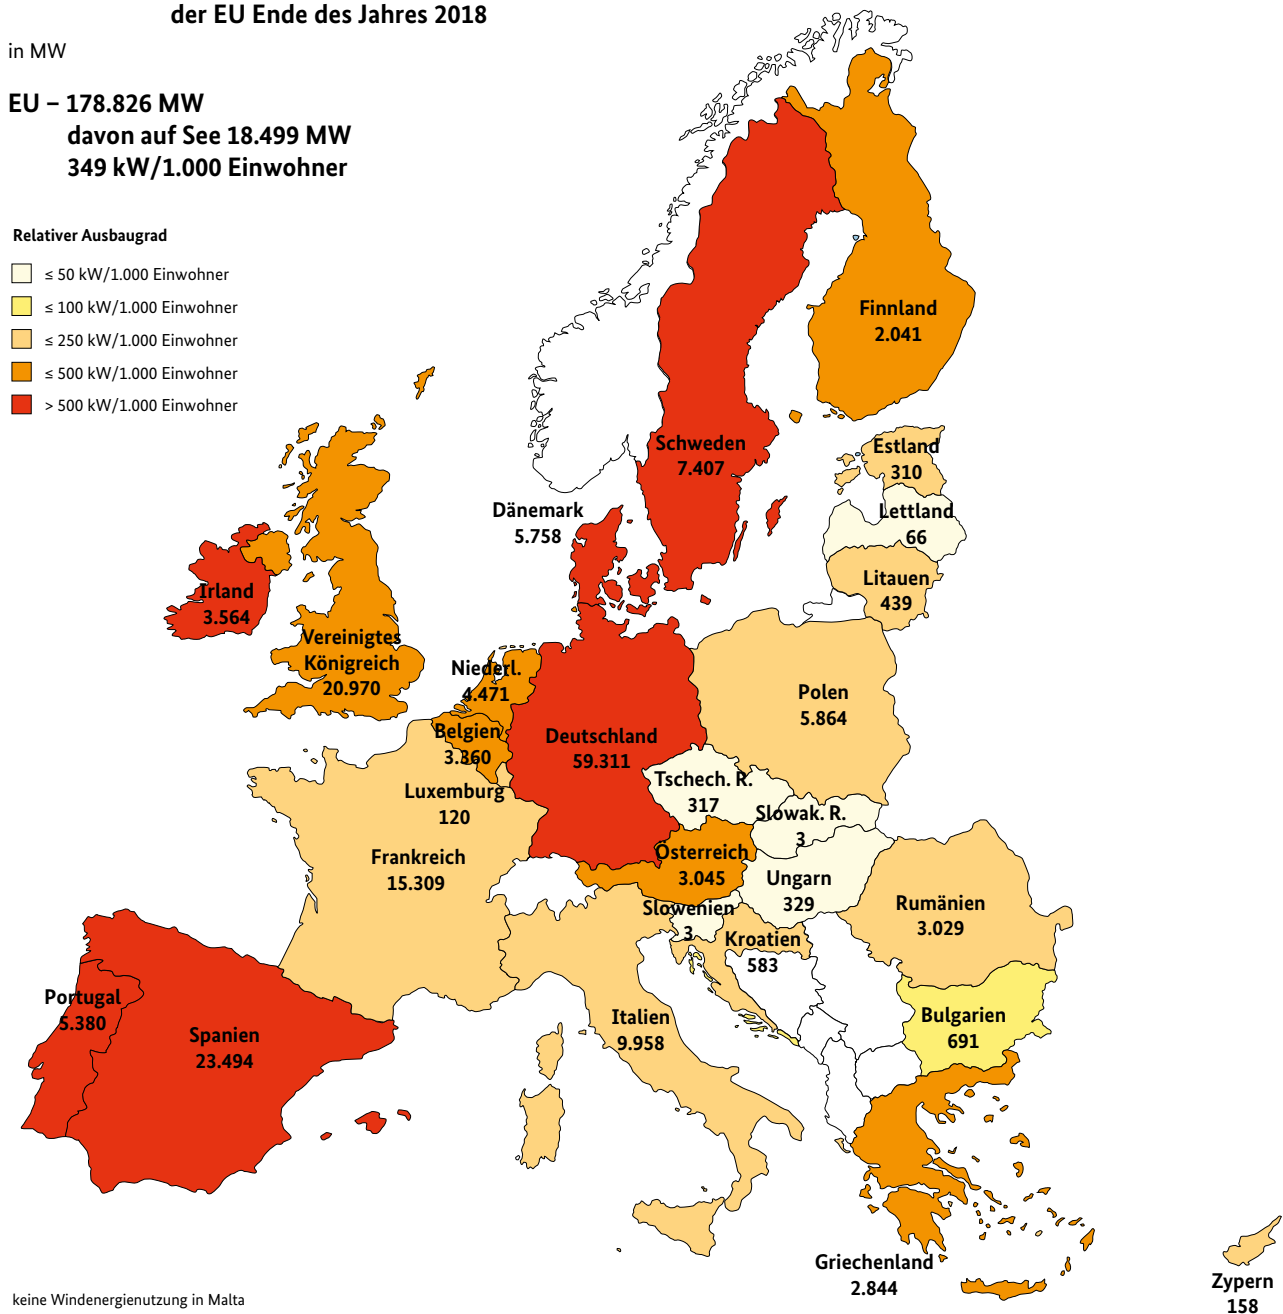 der EU Ende des Jahres 2018
in MW
EU – 178.826 MW
davon auf See 18.499 MW
349 kW/1.000 Einwohner
Relativer Ausbaugrad
≤ 50 kW/1.000 Einwohner
≤ 100 kW/1.000 Einwohner
≤ 250 kW/1.000 Einwohner
≤ 500 kW/1.000 Einwohner
> 500 kW/1.000 Einwohner
Finnland
2.041
Schweden
7.407
Estland
310
Lettland
66
Litauen
439
Dänemark
5.758
Irland
3.564
Vereinigtes
Königreich
20.970
Niederl.
4.471
Belgien
3.360
Luxemburg
120
Deutschland
59.311
Polen
5.864
Tschech. R.
317
Slowak. R.
3
Österreich
3.045
Ungarn
329
Frankreich
15.309
Slowenien
3
Kroatien
583
Rumänien
3.029
Bulgarien
691
Portugal
5.380
Spanien
23.494
Italien
9.958
Griechenland
2.844
Zypern
158
keine Windenergienutzung in Malta